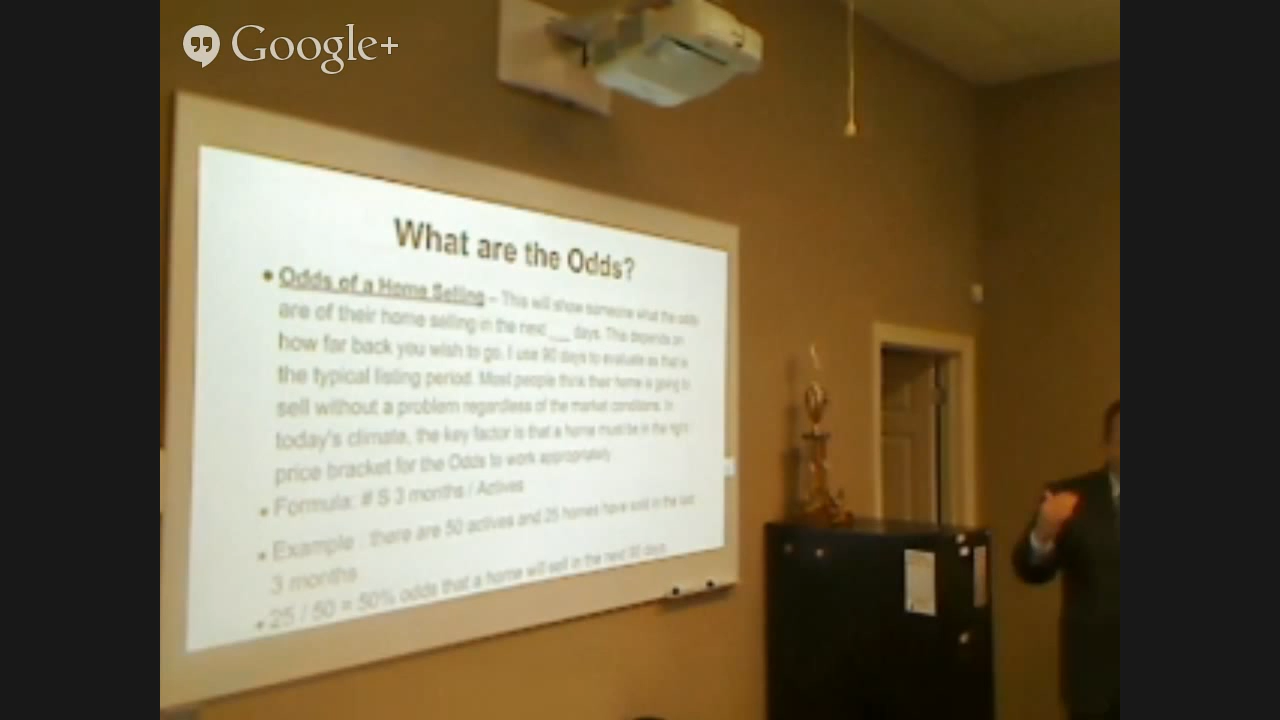 Google+
What are the Odds?
• Odds of a Home Selling – This will show someone what the odds
are of their home selling in the next ___ days. This depends on
how far back you wish to go. I use 90 days to evaluate as that is
the typical listing period. Most people think their home is going to
sell without a problem regardless of the market conditions. In
today's climate, the key factor is that a home must be in the right
price bracket for the Odds to work appropriately
• Formula: # S 3 months / Actives
• Example : there are 50 actives and 25 homes have sold in the last
3 months
• 25 / 50 = 50% odds that a home will sell in the next 90 days